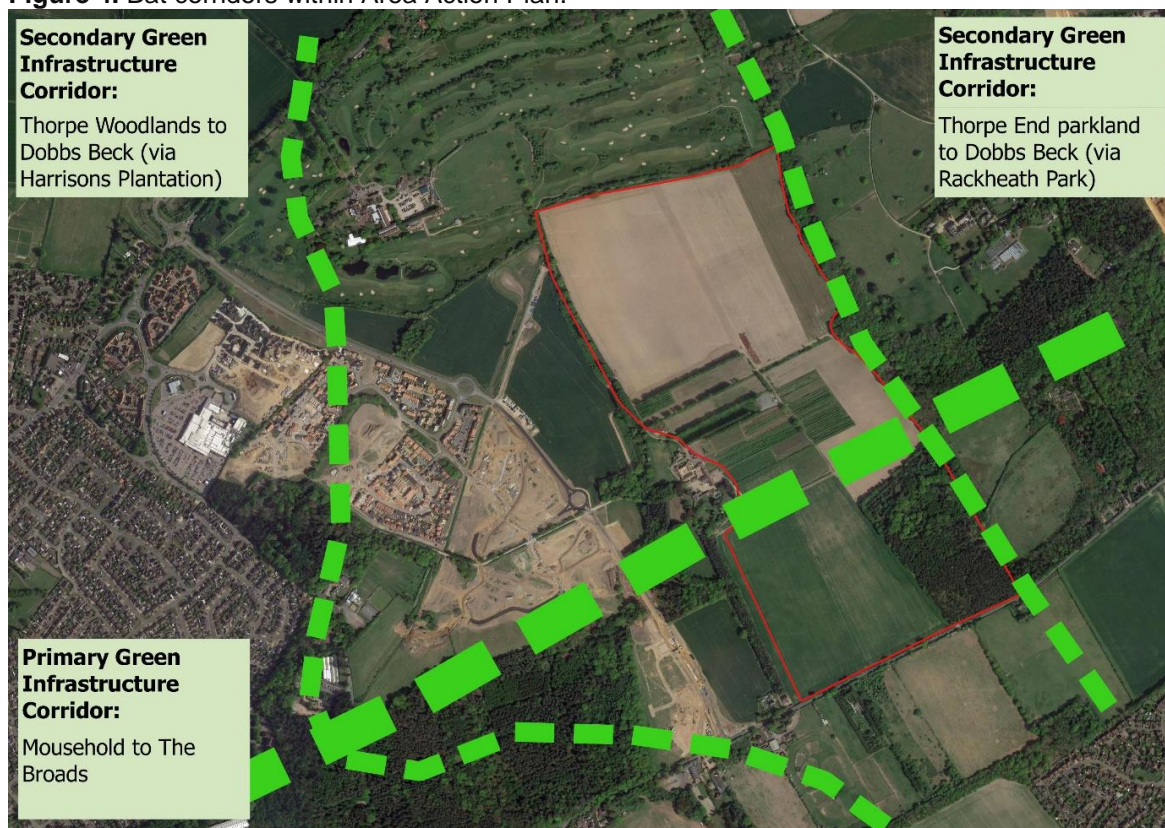 Figure 4. Bat corridors within Area Action Plan.
Secondary Green
Infrastructure
Corridor:
Thorpe Woodlands to
Dobbs Beck (via
Harrisons Plantation)
Secondary Green
Infrastructure
Corridor:
Thorpe End parkland
to Dobbs Beck (via
Rackheath Park)
Primary Green
Infrastructure
Corridor:
Mousehold to The
Broads